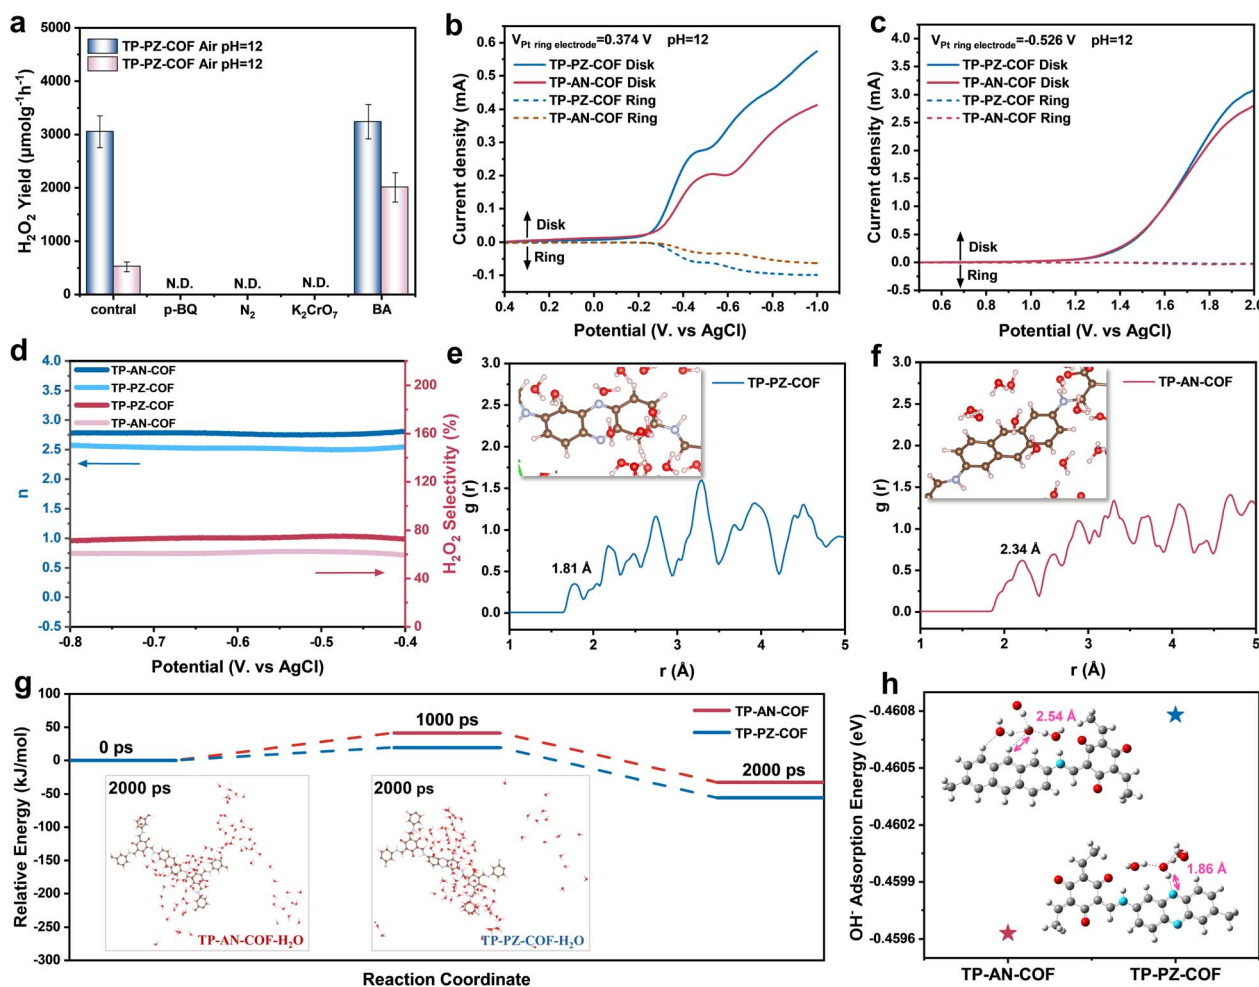 a
H₂O₂ Yield (μmolg⁻¹h⁻¹)
5000
4000
3000
2000
1000
0
TP-PZ-COF Air pH=12
TP-PZ-COF Air pH=12
N.D.
N.D.
N.D.
contral
p-BQ
N₂
K₂CrO₇
BA
b
V Pt ring electrode=0.374 V pH=12
TP-PZ-COF Disk
TP-AN-COF Disk
TP-PZ-COF Ring
TP-AN-COF Ring
Disk
Ring
Current density (mA)
0.6
0.5
0.4
0.3
0.2
0.1
0.0
-0.1
0.4
0.2
0.0
-0.2
-0.4
-0.6
-0.8
-1.0
Potential (V. vs AgCl)
c
V Pt ring electrode=-0.526 V pH=12
TP-PZ-COF Disk
TP-AN-COF Disk
TP-PZ-COF Ring
TP-AN-COF Ring
Disk
Ring
Current density (mA)
4.0
3.5
3.0
2.5
2.0
1.5
1.0
0.5
0.0
-0.5
0.6
0.8
1.0
1.2
1.4
1.6
1.8
2.0
Potential (V. vs AgCl)
d
TP-AN-COF
TP-PZ-COF
TP-PZ-COF
TP-AN-COF
n
4.0
3.5
3.0
2.5
2.0
1.5
1.0
0.5
0.0
-0.5
H₂O₂ Selectivity (%)
200
160
120
80
40
0
-0.8
-0.7
-0.6
-0.5
-0.4
Potential (V. vs AgCl)
e
TP-PZ-COF
g (r)
3.0
2.5
2.0
1.5
1.0
0.5
0.0
1.81 Å
1
2
3
4
5
r (Å)
f
TP-AN-COF
g (r)
3.0
2.5
2.0
1.5
1.0
0.5
0.0
2.34 Å
1
2
3
4
5
r (Å)
g
Relative Energy (kJ/mol)
100
50
0
-50
-100
-150
-200
-250
-300
0 ps
1000 ps
2000 ps
TP-AN-COF
TP-PZ-COF
2000 ps
TP-AN-COF-H₂O
2000 ps
TP-PZ-COF-H₂O
Reaction Coordinate
h
OH⁻ Adsorption Energy (eV)
-0.4608
-0.4605
-0.4602
-0.4599
-0.4596
2.54 Å
1.86 Å
TP-AN-COF
TP-PZ-COF